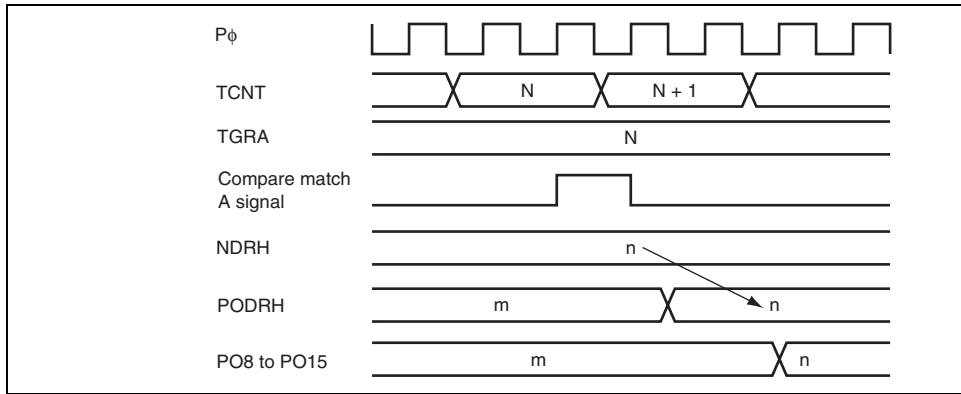 Pϕ
TCNT N N + 1
TGRA N
Compare match
A signal
NDRH n
PODRH m n
PO8 to PO15 m n